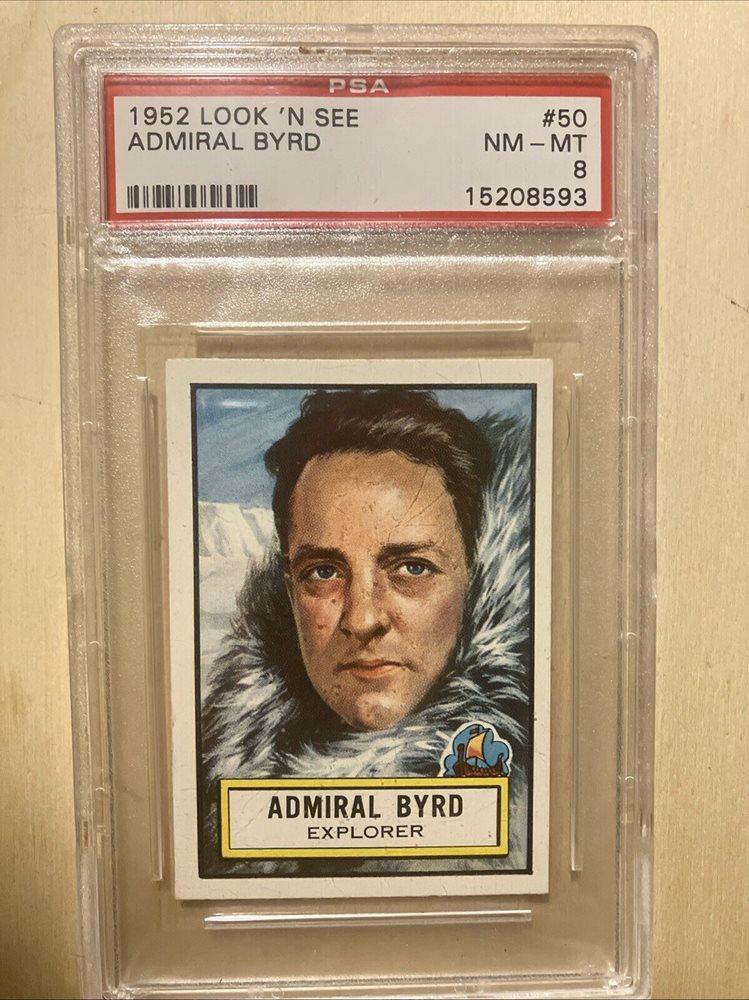 PSA
1952 LOOK 'N SEE #50
ADMIRAL BYRD NM - MT
8
15208593
ADMIRAL BYRD
EXPLORER